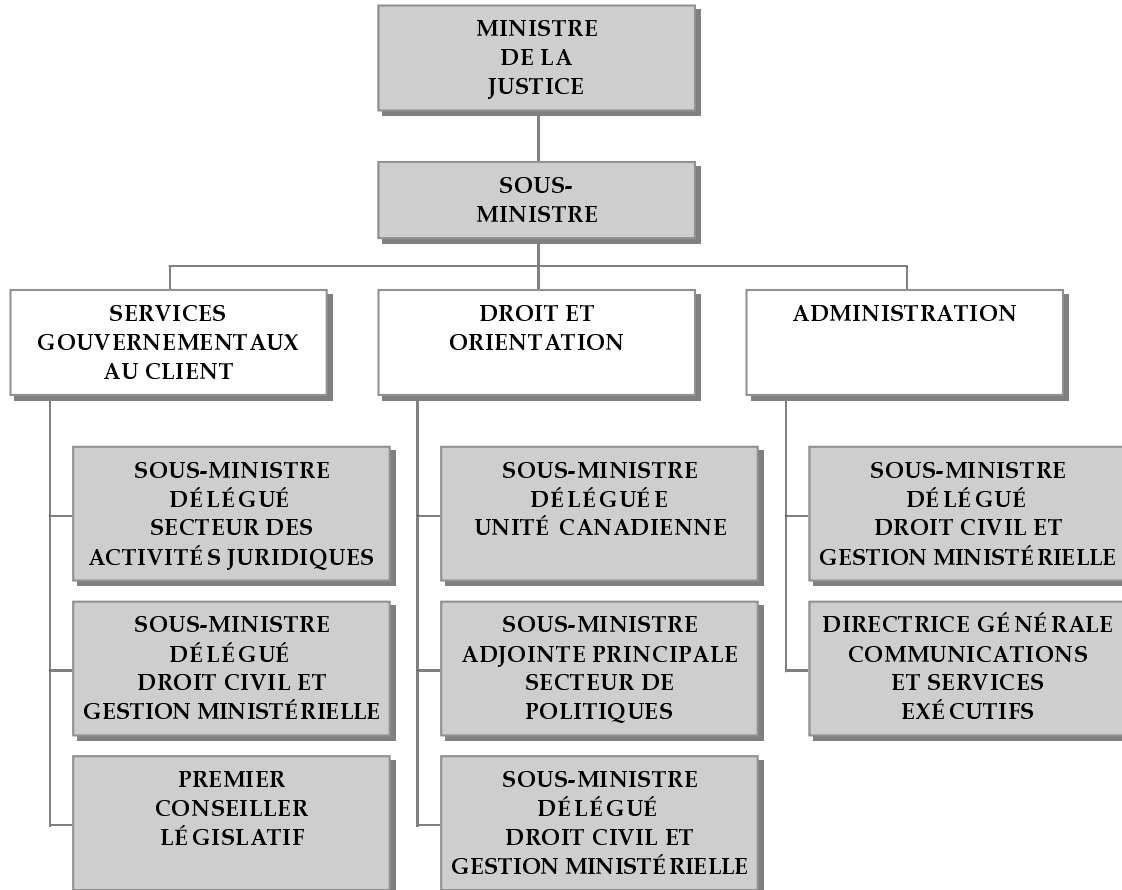 MINISTRE
DE LA
JUSTICE
SOUS-
MINISTRE
SERVICES
GOUVERNEMENTAUX
AU CLIENT
DROIT ET
ORIENTATION
ADMINISTRATION
SOUS-MINISTRE
DÉLÉGUÉ
SECTEUR DES
ACTIVITÉS JURIDIQUES
SOUS-MINISTRE
DÉLÉGUÉ
DROIT CIVIL ET
GESTION MINISTÉRIELLE
PREMIER
CONSEILLER
LÉGISLATIF
SOUS-MINISTRE
DÉLÉGUÉE
UNITÉ CANADIENNE
SOUS-MINISTRE
ADJOINTE PRINCIPALE
SECTEUR DE
POLITIQUES
SOUS-MINISTRE
DÉLÉGUÉ
DROIT CIVIL ET
GESTION MINISTÉRIELLE
SOUS-MINISTRE
DÉLÉGUÉ
DROIT CIVIL ET
GESTION MINISTÉRIELLE
DIRECTRICE GÉNÉRALE
COMMUNICATIONS
ET SERVICES
EXÉCUTIFS